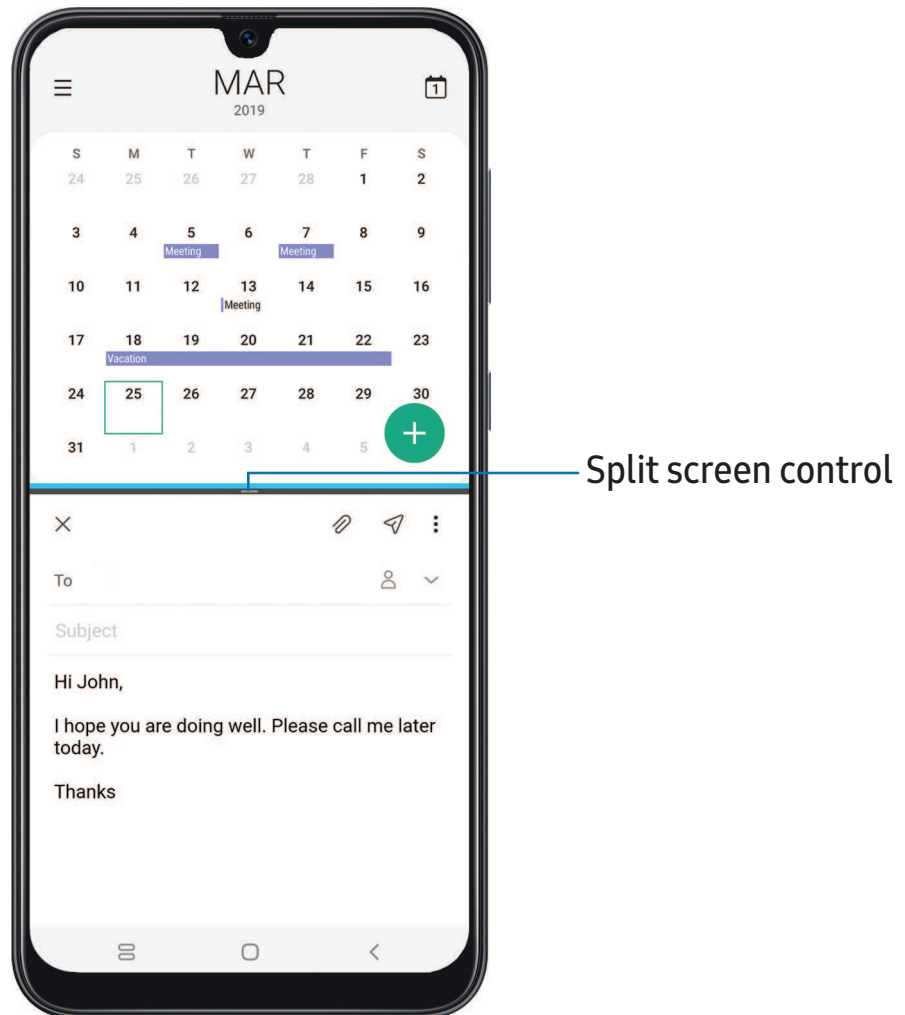 MAR
1
2019
S M T W T F S
24 25 26 27 28 1 2
3 4 5 6 7 8 9
Meeting Meeting
10 11 12 13 14 15 16
Meeting
17 18 19 20 21 22 23
Vacation
24 25 26 27 28 29 30
31 1 2 3 4 5
Split screen control
To
Subject
Hi John,
I hope you are doing well. Please call me later
today.
Thanks